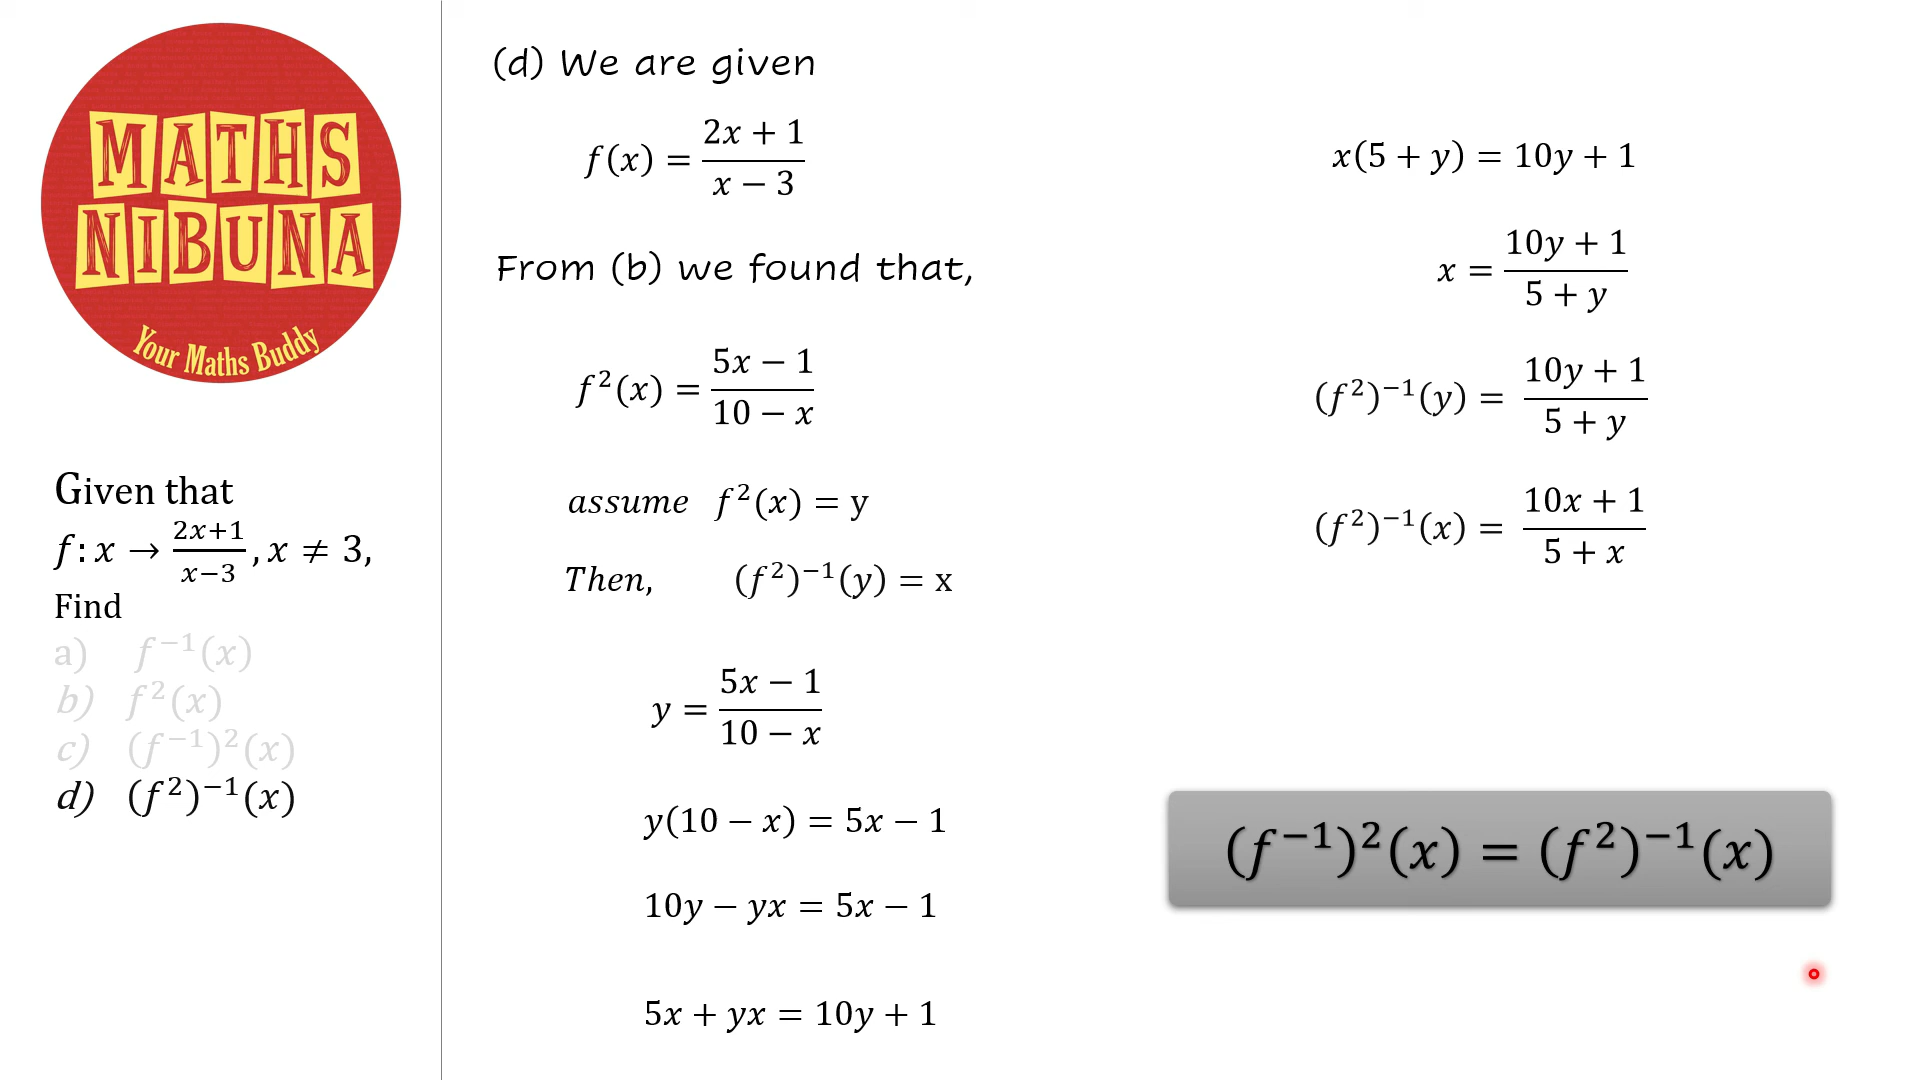 MATHS
NIBUNA
Your Maths Buddy
Given that
f: x → (2x+1)/(x−3), x ≠ 3,
Find
a) f⁻¹(x)
b) f²(x)
c) (f⁻¹)²(x)
d) (f²)⁻¹(x)
(d) We are given
f(x) = (2x + 1)/(x − 3)
From (b) we found that,
f²(x) = (5x − 1)/(10 − x)
assume f²(x) = y
Then, (f²)⁻¹(y) = x
y = (5x − 1)/(10 − x)
y(10 − x) = 5x − 1
10y − yx = 5x − 1
5x + yx = 10y + 1
x(5 + y) = 10y + 1
x = (10y + 1)/(5 + y)
(f²)⁻¹(y) = (10y + 1)/(5 + y)
(f²)⁻¹(x) = (10x + 1)/(5 + x)
(f⁻¹)²(x) = (f²)⁻¹(x)